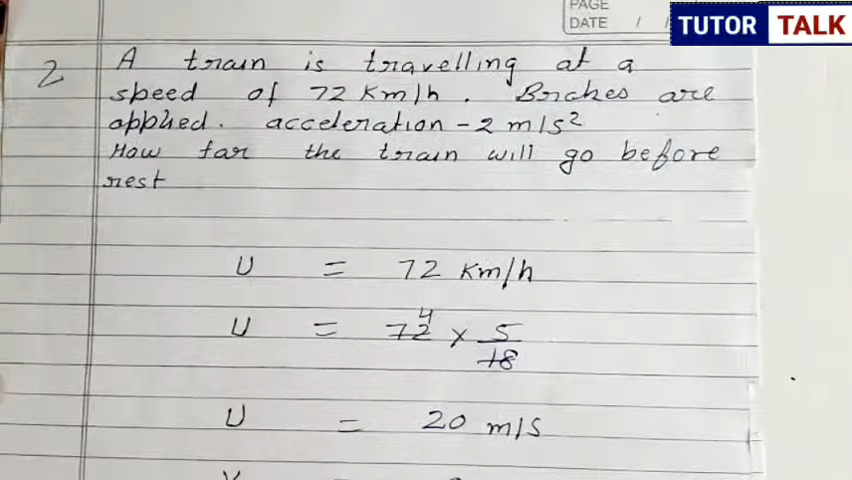 PAGE
DATE / /
TUTOR TALK
2 A train is travelling at a
speed of 72 Km/h. Brakes are
applied. acceleration -2 m/s²
How far the train will go before
rest
U = 72 Km/h
U = 72 4 × 5/18
U = 20 m/s